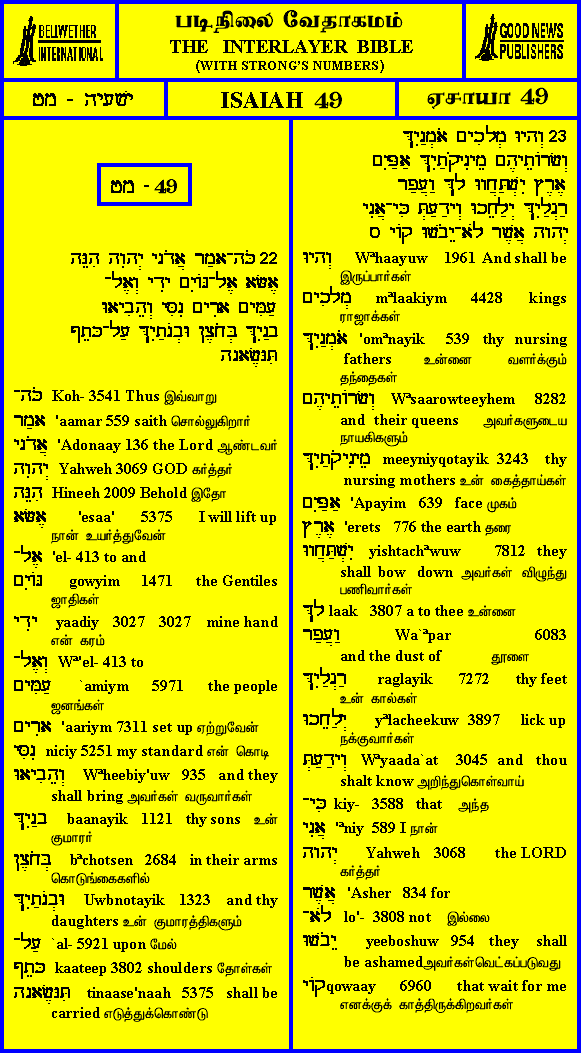 BELLWETHER
INTERNATIONAL
படிநிலை வேதாகமம்
THE INTERLAYER BIBLE
(WITH STRONG'S NUMBERS)
GOOD NEWS
PUBLISHERS
ישעיה - מט
ISAIAH 49
ஏசாயா 49
49 - מט
22 כֹּה־אָמַר אֲדֹנָי יְהוִה הִנֵּה
אֶשָּׂא אֶל־גּוֹיִם יָדִי וְאֶל־
עַמִּים אָרִים נִסִּי וְהֵבִיאוּ
בָנַיִךְ בְּחֹצֶן וּבְנֹתַיִךְ עַל־כָּתֵף
תִּנָּשֶׂאנָה
כֹּה־ Koh- 3541 Thus இவ்வாறு
אָמַר 'aamar 559 saith சொல்லுகிறார்
אֲדֹנָי 'Adonaay 136 the Lord ஆண்டவர்
יְהוִה Yahweh 3069 GOD கர்த்தர்
הִנֵּה Hineeh 2009 Behold இதோ
אֶשָּׂא 'esaa' 5375 I will lift up
நான் உயர்த்துவேன்
אֶל־ 'el- 413 to and
גּוֹיִם gowyim 1471 the Gentiles
ஜாதிகள்
יָדִי yaadiy 3027 3027 mine hand
என் கரம்
וְאֶל־ Wª'el- 413 to
עַמִּים `amiym 5971 the people
ஜனங்கள்
אָרִים 'aariym 7311 set up ஏற்றுவேன்
נִסִּי niciy 5251 my standard என் கொடி
וְהֵבִיאוּ Wªheebiy'uw 935 and they
shall bring அவர்கள் வருவார்கள்
בָנַיִךְ baanayik 1121 thy sons உன்
குமாரர்
בְּחֹצֶן bªchotsen 2684 in their arms
கொடுங்கைகளில்
וּבְנֹתַיִךְ Uwbnotayik 1323 and thy
daughters உன் குமாரத்திகளும்
עַל־ `al- 5921 upon மேல்
כָּתֵף kaateep 3802 shoulders தோள்கள்
תִּנָּשֶׂאנָה tinaase'naah 5375 shall be
carried எடுத்துக்கொண்டு
23 וְהָיוּ מְלָכִים אֹמְנַיִךְ
וְשָׂרוֹתֵיהֶם מֵינִיקֹתַיִךְ אַפַּיִם
אֶרֶץ יִשְׁתַּחֲווּ לָךְ וַעֲפַר
רַגְלַיִךְ יְלַחֵכוּ וְיָדַעַתְּ כִּי־אֲנִי
יְהוָה אֲשֶׁר לֹא־יֵבֹשׁוּ קוָֹי ס
וְהָיוּ Wªhaayuw 1961 And shall be
இருப்பார்கள்
מְלָכִים mªlaakiym 4428 kings
ராஜாக்கள்
אֹמְנַיִךְ 'omªnayik 539 thy nursing
fathers உன்னை வளர்க்கும்
தந்தைகள்
וְשָׂרוֹתֵיהֶם Wªsaarowteeyhem 8282
and their queens அவர்களுடைய
நாயகிகளும்
מֵינִיקֹתַיִךְ meeyniyqotayik 3243 thy
nursing mothers உன் கைத்தாய்கள்
אַפַּיִם 'Apayim 639 face முகம்
אֶרֶץ 'erets 776 the earth தரை
יִשְׁתַּחֲווּ yishtachªwuw 7812 they
shall bow down அவர்கள் விழுந்து
பணிவார்கள்
לָךְ laak 3807 a to thee உன்னை
וַעֲפַר Wa`ªpar 6083
and the dust of தூளை
רַגְלַיִךְ raglayik 7272 thy feet
உன் கால்கள்
יְלַחֵכוּ yªlacheekuw 3897 lick up
நக்குவார்கள்
וְיָדַעַתְּ Wªyaada`at 3045 and thou
shalt know அறிந்துகொள்வாய்
כִּי־ kiy- 3588 that அந்த
אֲנִי 'ªniy 589 I நான்
יְהוָה Yahweh 3068 the LORD
கர்த்தர்
אֲשֶׁר 'Asher 834 for
לֹא־ lo'- 3808 not இல்லை
יֵבֹשׁוּ yeeboshuw 954 they shall
be ashamedஅவர்கள்வெட்கப்படுவது
קוָֹי qowaay 6960 that wait for me
எனக்குக் காத்திருக்கிறவர்கள்